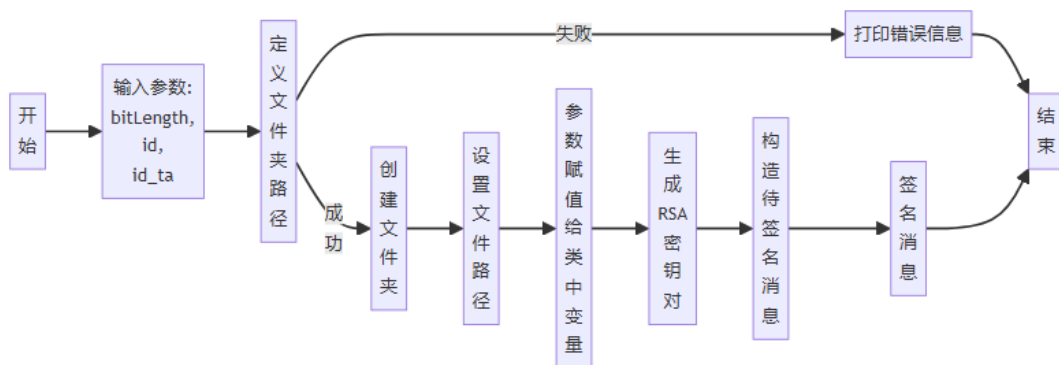 开
始
输入参数:
bitLength,
id,
id_ta
定
义
文
件
夹
路
径
失败
打印错误信息
成
功
创
建
文
件
夹
设
置
文
件
路
径
参
数
赋
值
给
类
中
变
量
生
成
RSA
密
钥
对
构
造
待
签
名
消
息
签
名
消
息
结
束